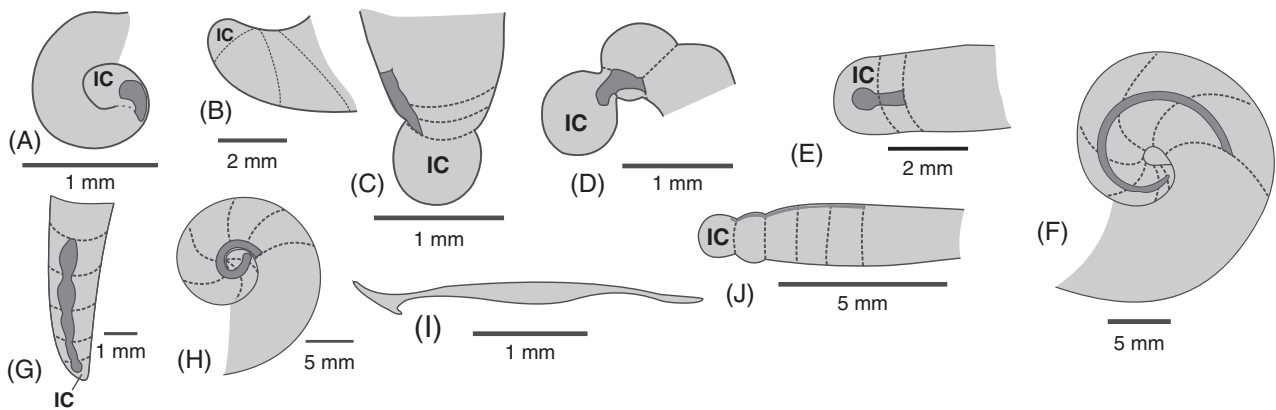 IC
(A)
1 mm
IC
(B)
2 mm
IC
(C)
1 mm
IC
(D)
1 mm
IC
(E)
2 mm
(F)
5 mm
(G)
1 mm
IC
(H)
5 mm
(I)
1 mm
IC
(J)
5 mm